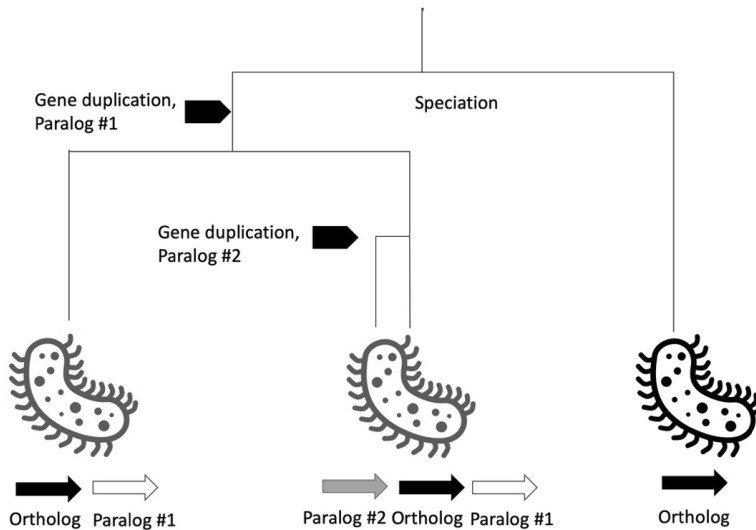 Gene duplication,
Paralog #1
Speciation
Gene duplication,
Paralog #2
Ortholog Paralog #1
Paralog #2 Ortholog Paralog #1
Ortholog